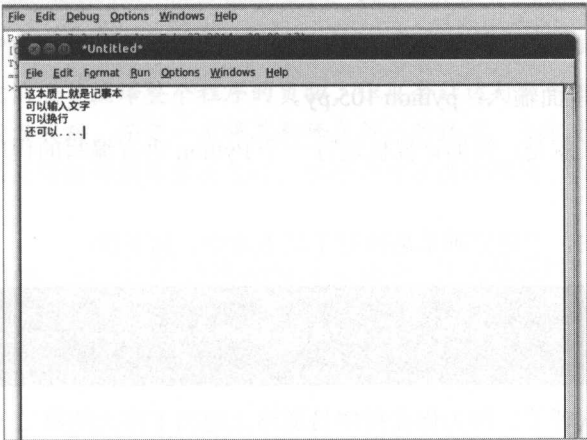 File Edit Debug Options Windows Help
*Untitled*
File Edit Format Run Options Windows Help
这本质上就是记事本
可以输入文字
可以换行
还可以....